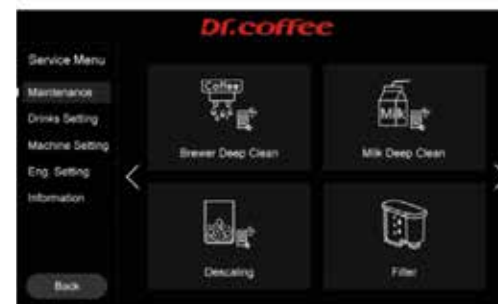 Dr.coffee
Service Menu
Maintenance
Drinks Setting
Machine Setting
Eng. Setting
Information
Back
Coffee
Brewer Deep Clean
Milk
Milk Deep Clean
Descaling
Filter